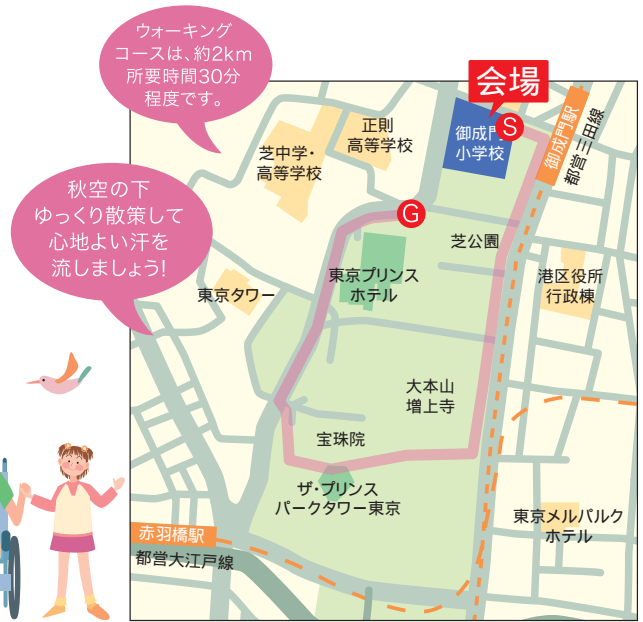 ウォーキング
コースは、約2km
所要時間30分
程度です。
秋空の下
ゆっくり散策して
心地よい汗を
流しましょう!
会場
御成門
小学校
S
御成門駅
都営三田線
正則
高等学校
芝中学・
高等学校
G
芝公園
東京プリンス
ホテル
港区役所
行政棟
東京タワー
大本山
増上寺
宝珠院
ザ・プリンス
パークタワー東京
東京メルパルク
ホテル
赤羽橋駅
都営大江戸線